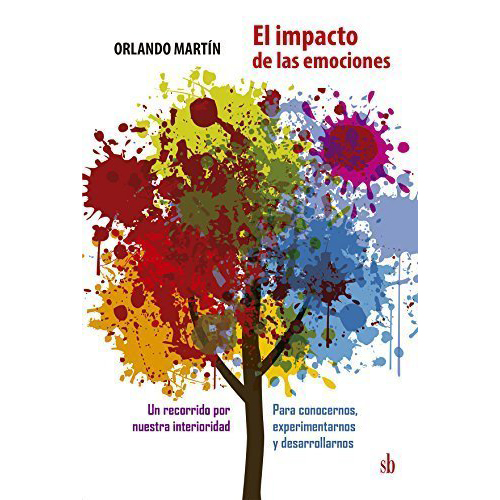 ORLANDO MARTÍN
El impacto
de las emociones
Un recorrido por
nuestra interioridad
Para conocernos,
experimentarnos
y desarrollarnos
sb